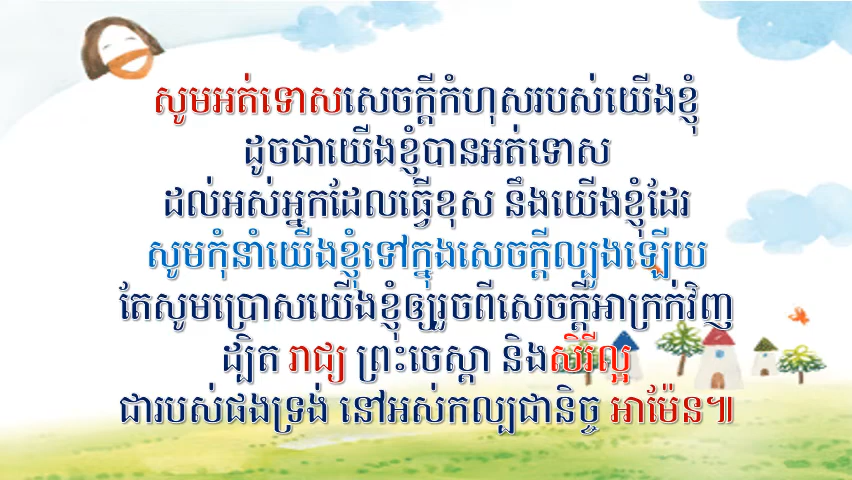 សូមអត់ទោសសេចក្ដីកំហុសរបស់យើងខ្ញុំ
ដូចជាយើងខ្ញុំបានអត់ទោស
ដល់អស់អ្នកដែលធ្វើខុស នឹងយើងខ្ញុំដែរ
សូមកុំនាំយើងខ្ញុំទៅក្នុងសេចក្ដីល្បួងឡើយ
តែសូមប្រោសយើងខ្ញុំឲ្យរួចពីសេចក្ដីអាក្រក់វិញ
ដ្បិត រាជ្យ ព្រះចេស្ដា និងសិរីល្អ
ជារបស់ផងទ្រង់ នៅអស់កល្បជានិច្ច អាម៉ែន៕